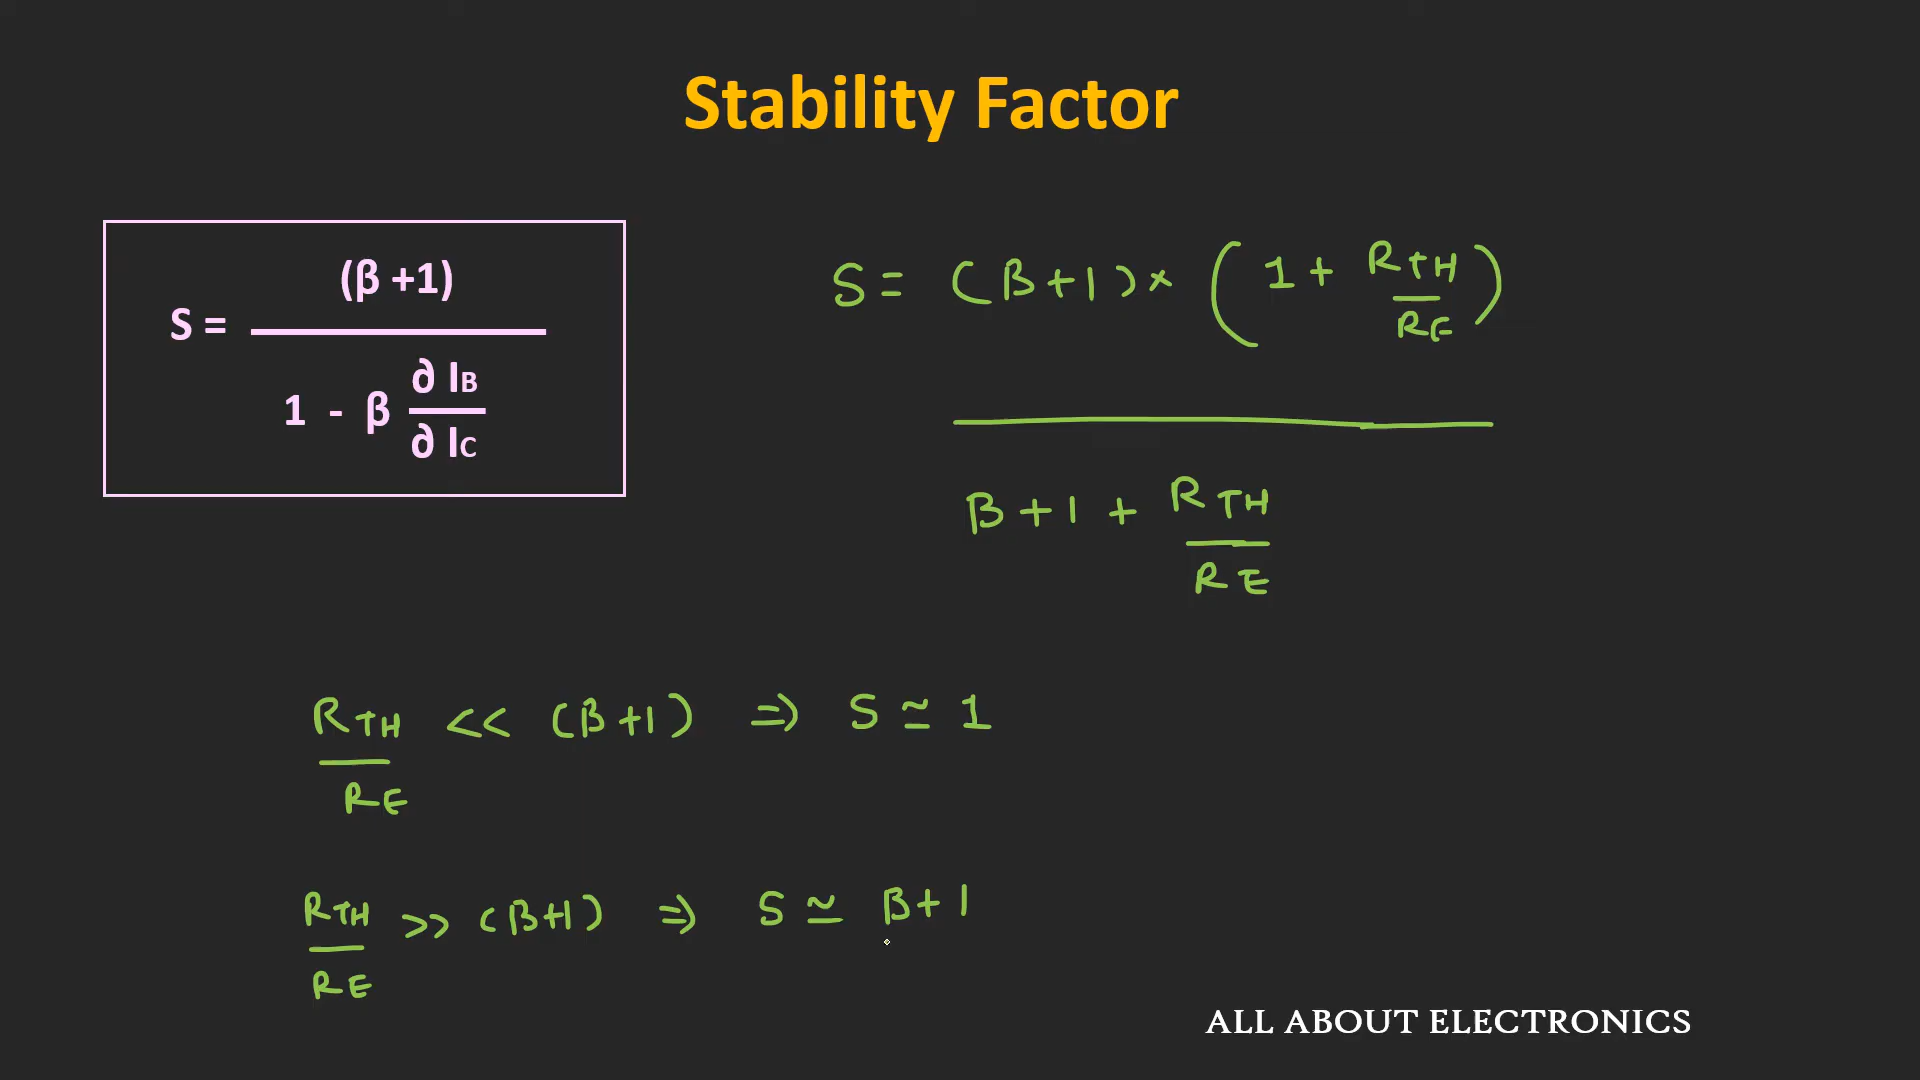 Stability Factor
S = (β +1) / 1 - β ∂ IB / ∂ IC
S = (β+1) × (1 + RTH / RE) / β+1 + RTH / RE
RTH / RE << (β+1) ⇒ S ≃ 1
RTH / RE >> (β+1) ⇒ S ≃ β+1
ALL ABOUT ELECTRONICS